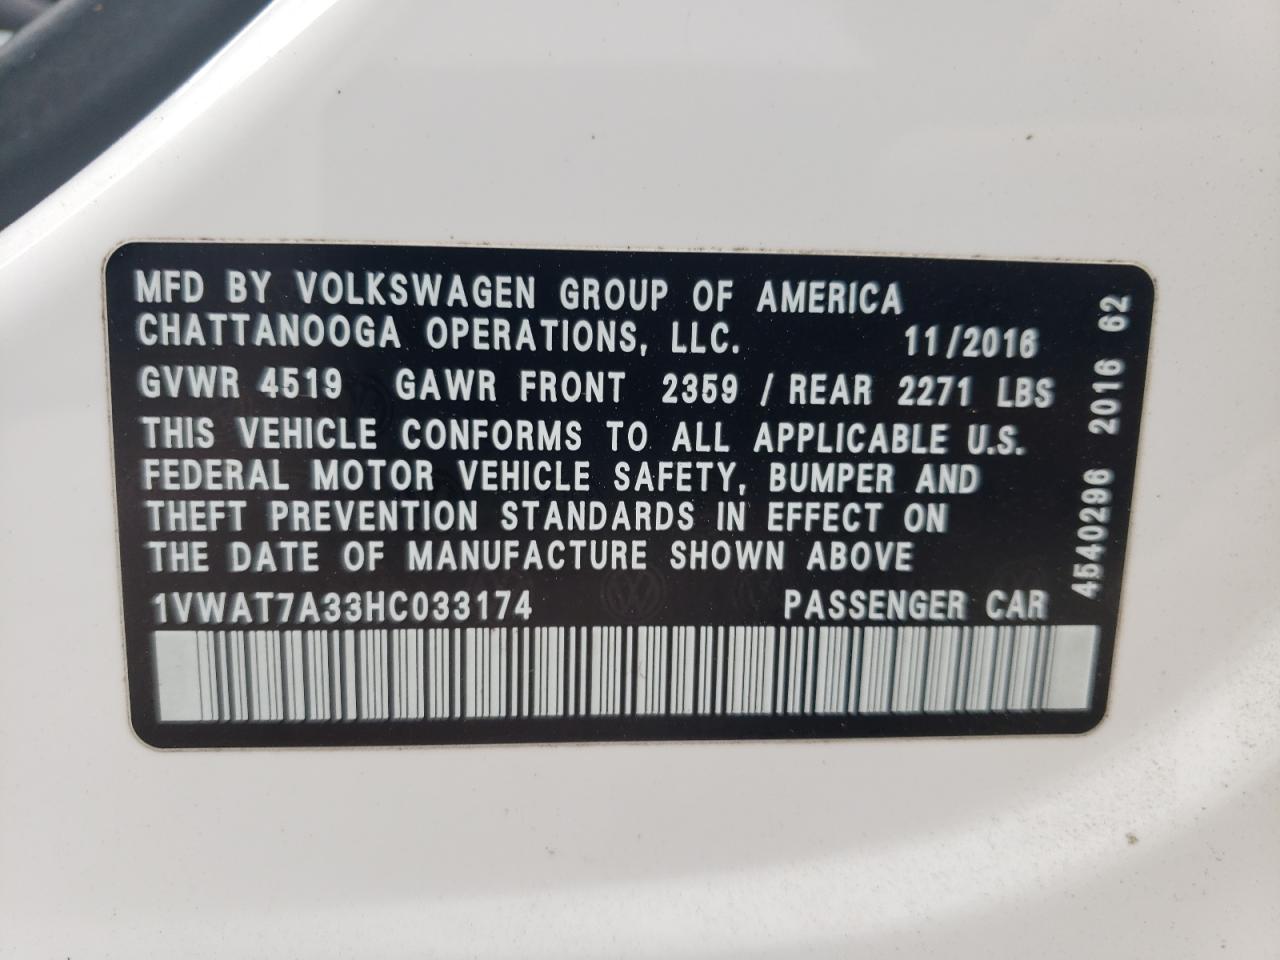 MFD BY VOLKSWAGEN GROUP OF AMERICA
CHATTANOOGA OPERATIONS, LLC. 11/2016
GVWR 4519 GAWR FRONT 2359 / REAR 2271 LBS
THIS VEHICLE CONFORMS TO ALL APPLICABLE U.S.
FEDERAL MOTOR VEHICLE SAFETY, BUMPER AND
THEFT PREVENTION STANDARDS IN EFFECT ON
THE DATE OF MANUFACTURE SHOWN ABOVE
1VWAT7A33HC033174 PASSENGER CAR
4540296 2016 62